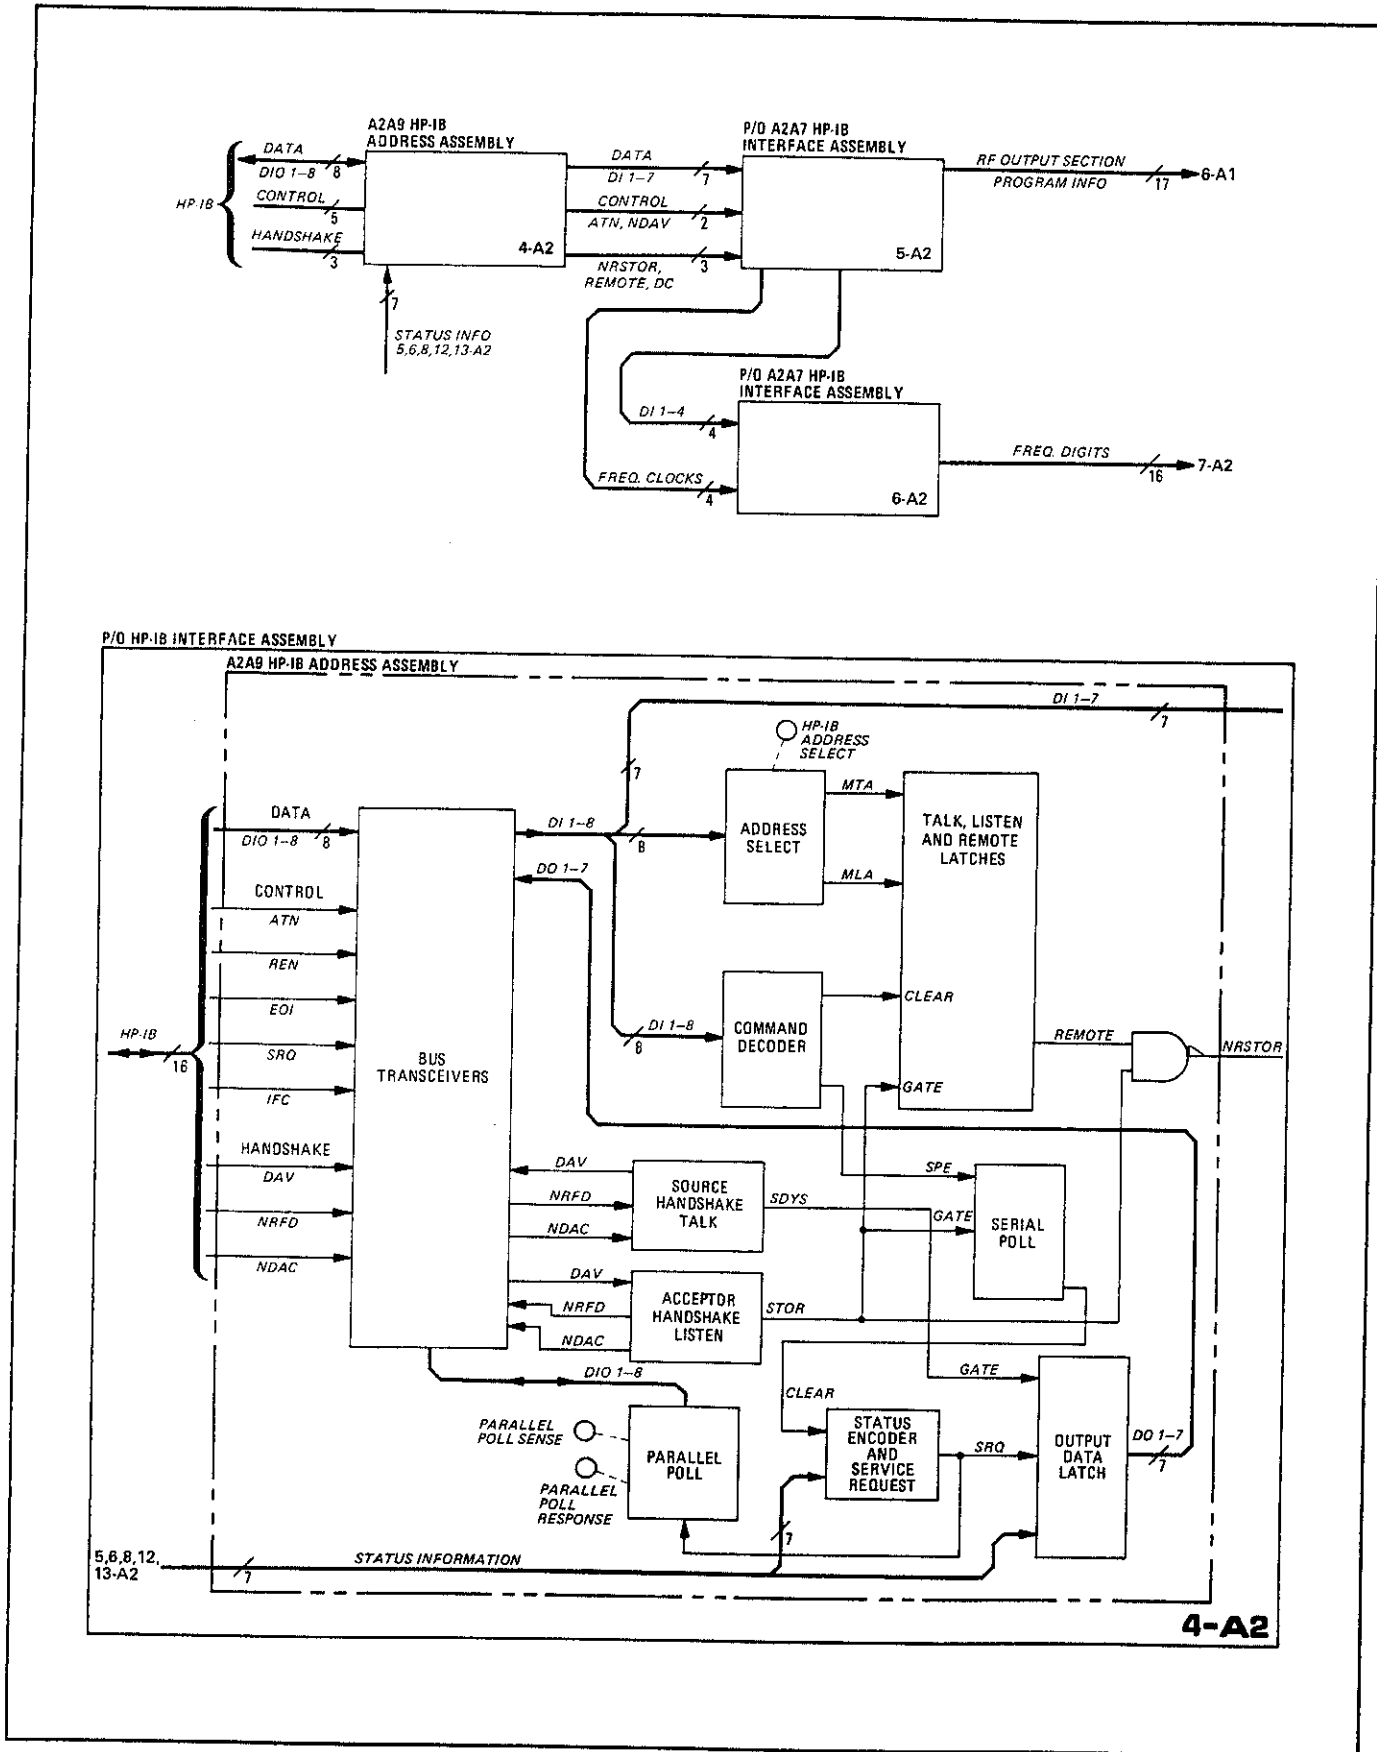 A2A9 HP-IB
ADDRESS ASSEMBLY
P/O A2A7 HP-IB
INTERFACE ASSEMBLY
HP-IB
DATA
DIO 1–8
8
CONTROL
5
HANDSHAKE
3
4-A2
DATA
DI 1–7
7
CONTROL
2
ATN, NDAV
NRSTOR,
3
REMOTE, DC
5-A2
RF OUTPUT SECTION
PROGRAM INFO
17
6-A1
7
STATUS INFO
5,6,8,12,13-A2
P/O A2A7 HP-IB
INTERFACE ASSEMBLY
DI 1–4
4
FREQ. CLOCKS
4
6-A2
FREQ. DIGITS
16
7-A2
P/O HP-IB INTERFACE ASSEMBLY
A2A9 HP-IB ADDRESS ASSEMBLY
DI 1–7
7
HP-IB
ADDRESS
SELECT
7
DATA
DIO 1–8
8
CONTROL
ATN
REN
EOI
SRQ
IFC
HANDSHAKE
DAV
NRFD
NDAC
HP-IB
16
BUS
TRANSCEIVERS
DI 1–8
8
DO 1–7
ADDRESS
SELECT
MTA
MLA
TALK, LISTEN
AND REMOTE
LATCHES
CLEAR
GATE
DI 1–8
8
COMMAND
DECODER
REMOTE
NRSTOR
DAV
NRFD
NDAC
SOURCE
HANDSHAKE
TALK
SDYS
SPE
GATE
SERIAL
POLL
DAV
NRFD
NDAC
ACCEPTOR
HANDSHAKE
LISTEN
STOR
DIO 1–8
GATE
CLEAR
PARALLEL
POLL SENSE
PARALLEL
POLL
RESPONSE
PARALLEL
POLL
STATUS
ENCODER
AND
SERVICE
REQUEST
SRQ
OUTPUT
DATA
LATCH
DO 1–7
7
7
5,6,8,12,
13-A2
7
STATUS INFORMATION
4-A2